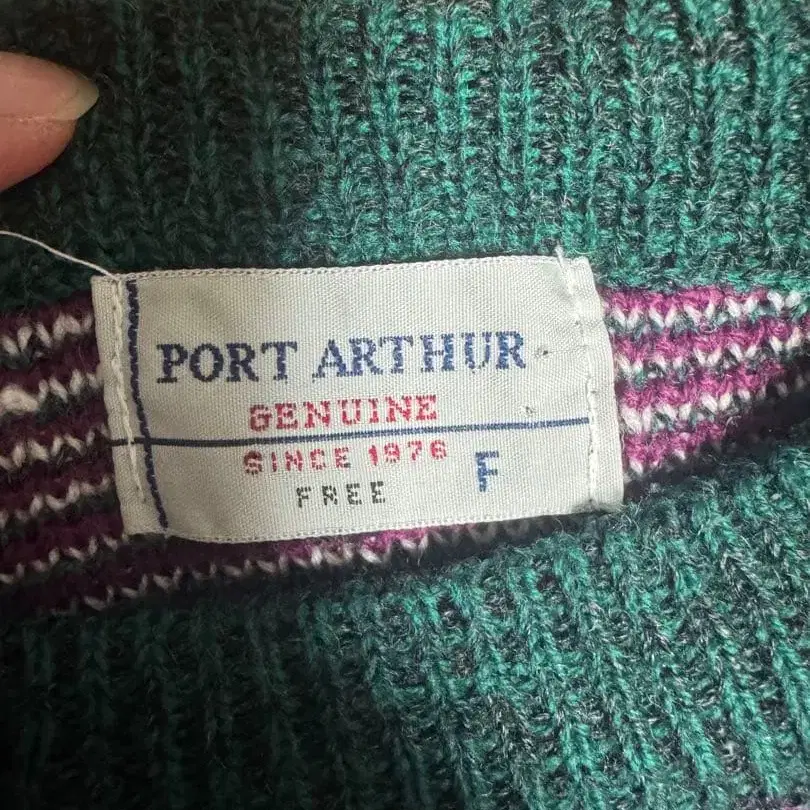 PORT ARTHUR
GENUINE
SINCE 1976
FREE F